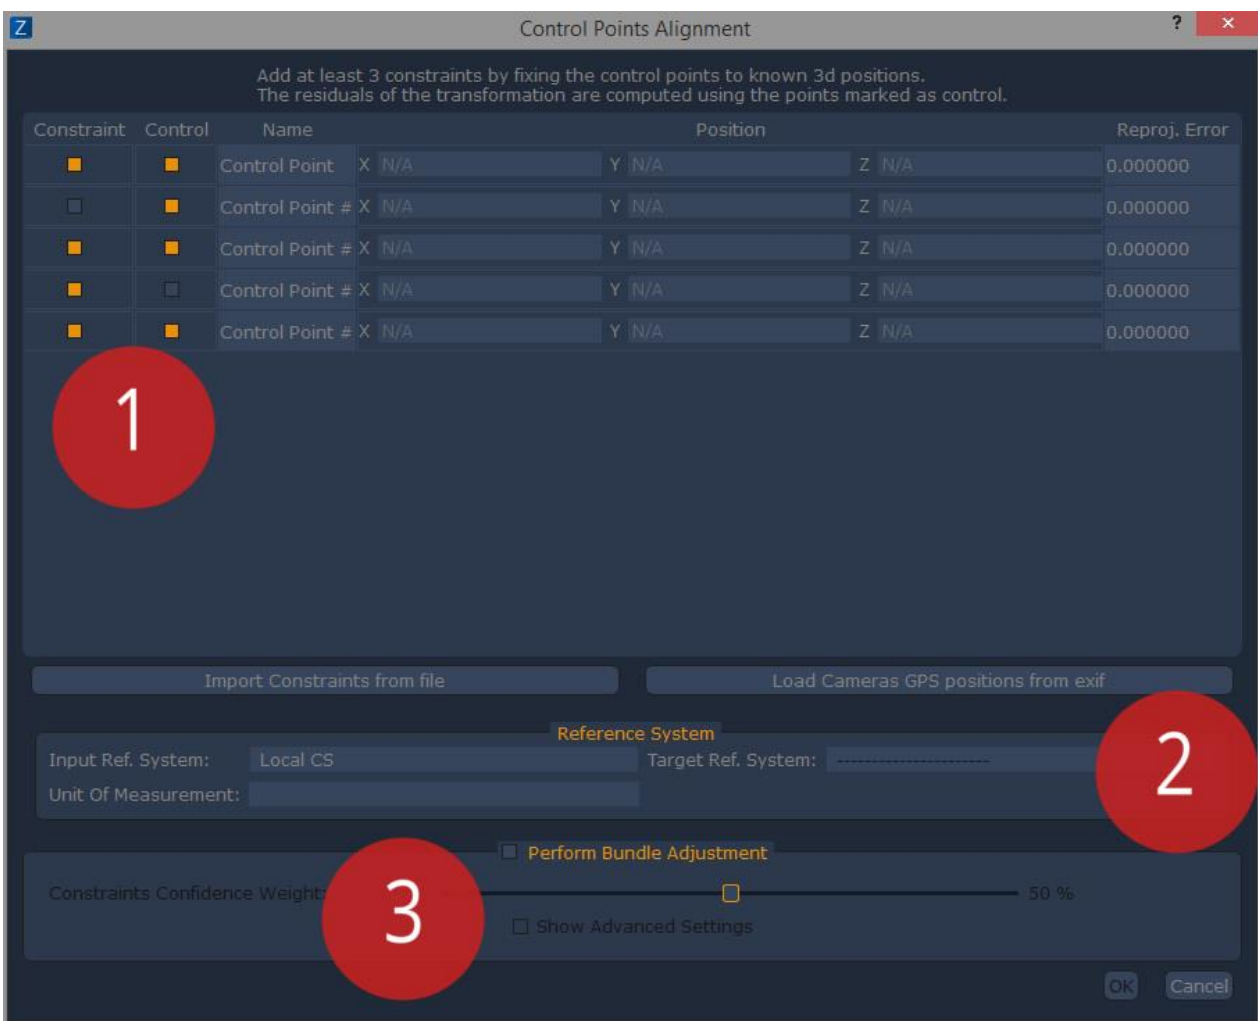 Z Control Points Alignment ? ×
Add at least 3 constraints by fixing the control points to known 3d positions.
The residuals of the transformation are computed using the points marked as control.
Constraint Control Name Position Reproj. Error
Control Point X N/A Y N/A Z N/A 0.000000
Control Point # X N/A Y N/A Z N/A 0.000000
Control Point # X N/A Y N/A Z N/A 0.000000
Control Point # X N/A Y N/A Z N/A 0.000000
Control Point # X N/A Y N/A Z N/A 0.000000
1
Import Constraints from file Load Cameras GPS positions from exif
Reference System
Input Ref. System: Local CS Target Ref. System: ----------------------
2
Unit Of Measurement:
Perform Bundle Adjustment
Constraints Confidence Weight: 50 %
3
Show Advanced Settings
OK Cancel